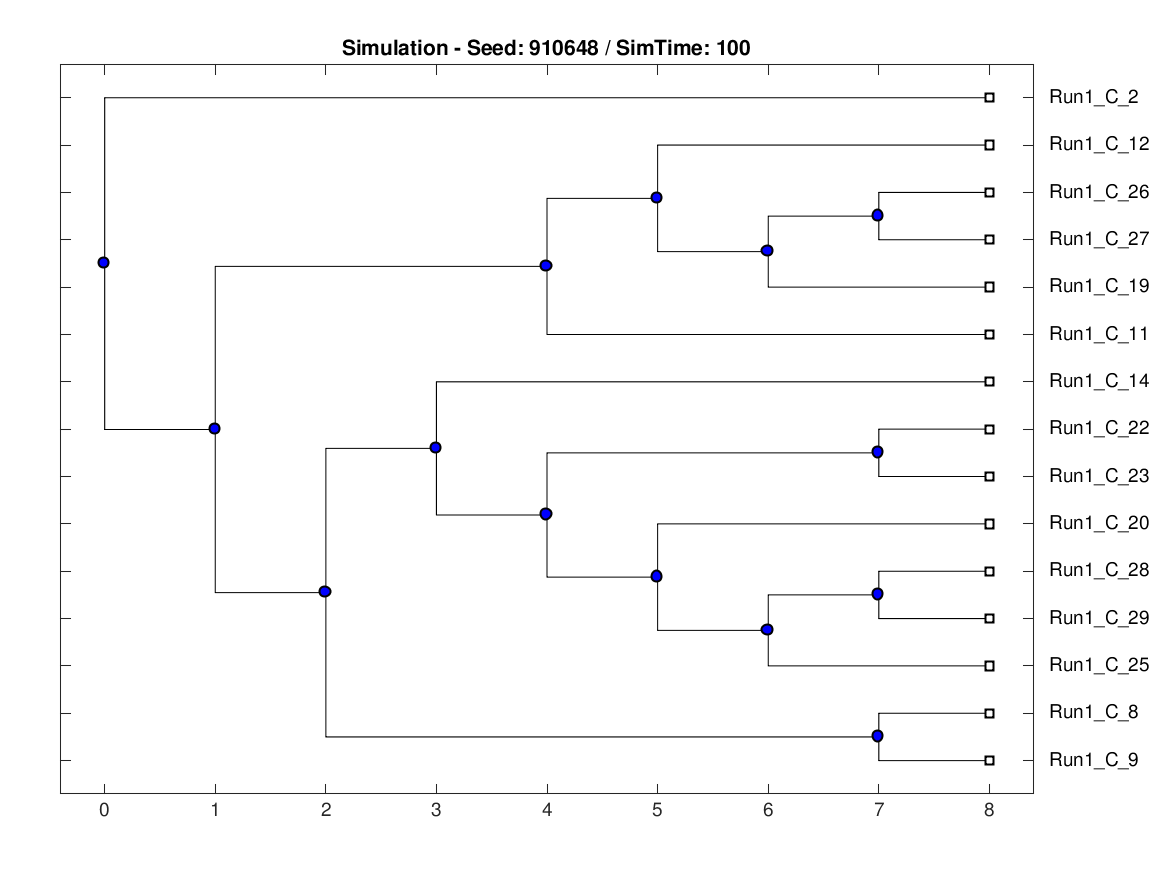 Simulation - Seed: 910648 / SimTime: 100
Run1_C_2
Run1_C_12
Run1_C_26
Run1_C_27
Run1_C_19
Run1_C_11
Run1_C_14
Run1_C_22
Run1_C_23
Run1_C_20
Run1_C_28
Run1_C_29
Run1_C_25
Run1_C_8
Run1_C_9
0 1 2 3 4 5 6 7 8